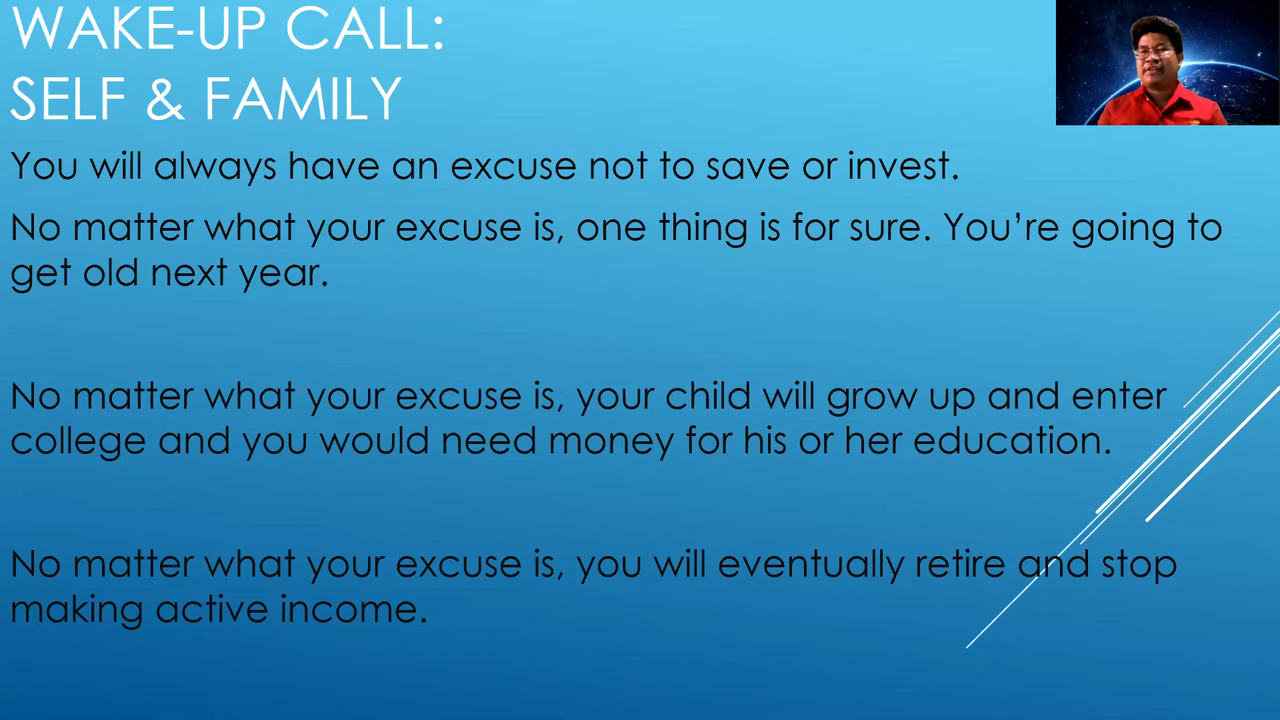 WAKE-UP CALL:
SELF & FAMILY
You will always have an excuse not to save or invest.
No matter what your excuse is, one thing is for sure. You’re going to
get old next year.
No matter what your excuse is, your child will grow up and enter
college and you would need money for his or her education.
No matter what your excuse is, you will eventually retire and stop
making active income.